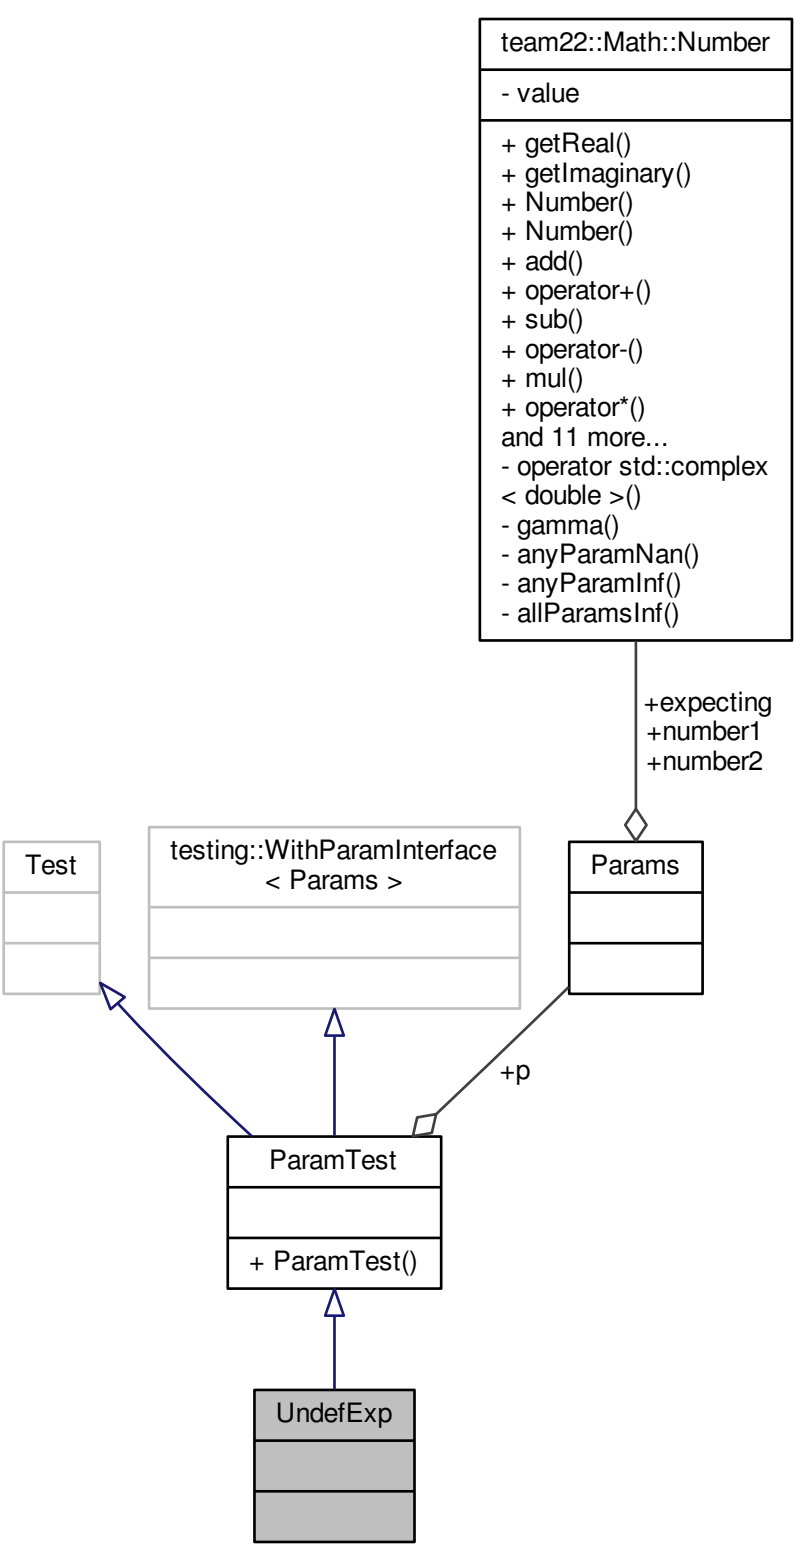 team22::Math::Number
- value
+ getReal()
+ getImaginary()
+ Number()
+ Number()
+ add()
+ operator+()
+ sub()
+ operator-()
+ mul()
+ operator*()
and 11 more...
- operator std::complex
< double >()
- gamma()
- anyParamNan()
- anyParamInf()
- allParamsInf()
+expecting
+number1
+number2
Test
testing::WithParamInterface
< Params >
Params
+p
ParamTest
+ ParamTest()
UndefExp